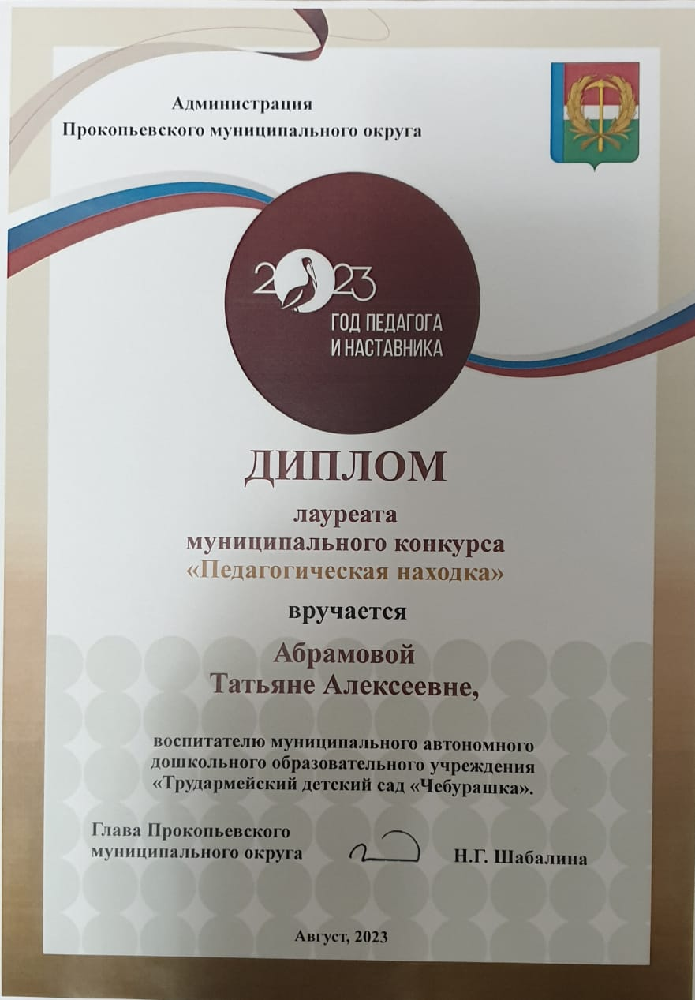 Администрация
Прокопьевского муниципального округа
2023
ГОД ПЕДАГОГА
И НАСТАВНИКА
ДИПЛОМ
лауреата
муниципального конкурса
«Педагогическая находка»
вручается
Абрамовой
Татьяне Алексеевне,
воспитателю муниципального автономного
дошкольного образовательного учреждения
«Трудармейский детский сад «Чебурашка».
Глава Прокопьевского
муниципального округа
Н.Г. Шабалина
Август, 2023